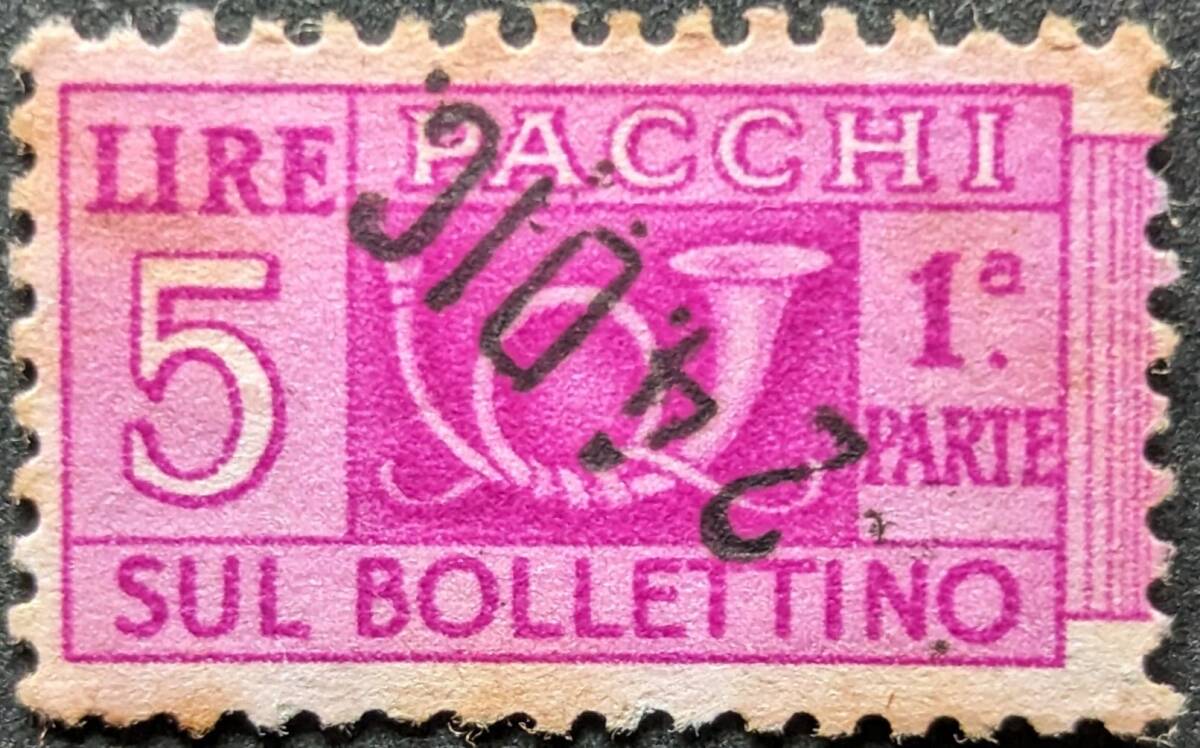 LIRE
5
PACCHI
1ª.
PARTE
SUL BOLLETTINO